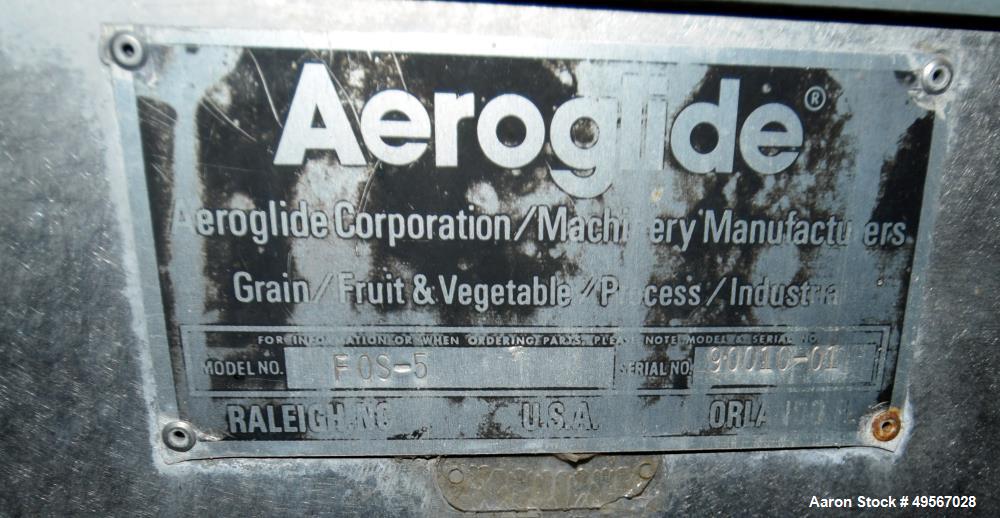 Aeroglide®
Aeroglide Corporation/Machinery Manufacturers
Grain/Fruit & Vegetable/Process/Industrial
FOR INFORMATION OR WHEN ORDERING PARTS, PLEASE NOTE MODEL & SERIAL NO.
MODEL NO. FOS-5 SERIAL NO. 90010-01
RALEIGH, NC U.S.A.
Aaron Stock # 49567028